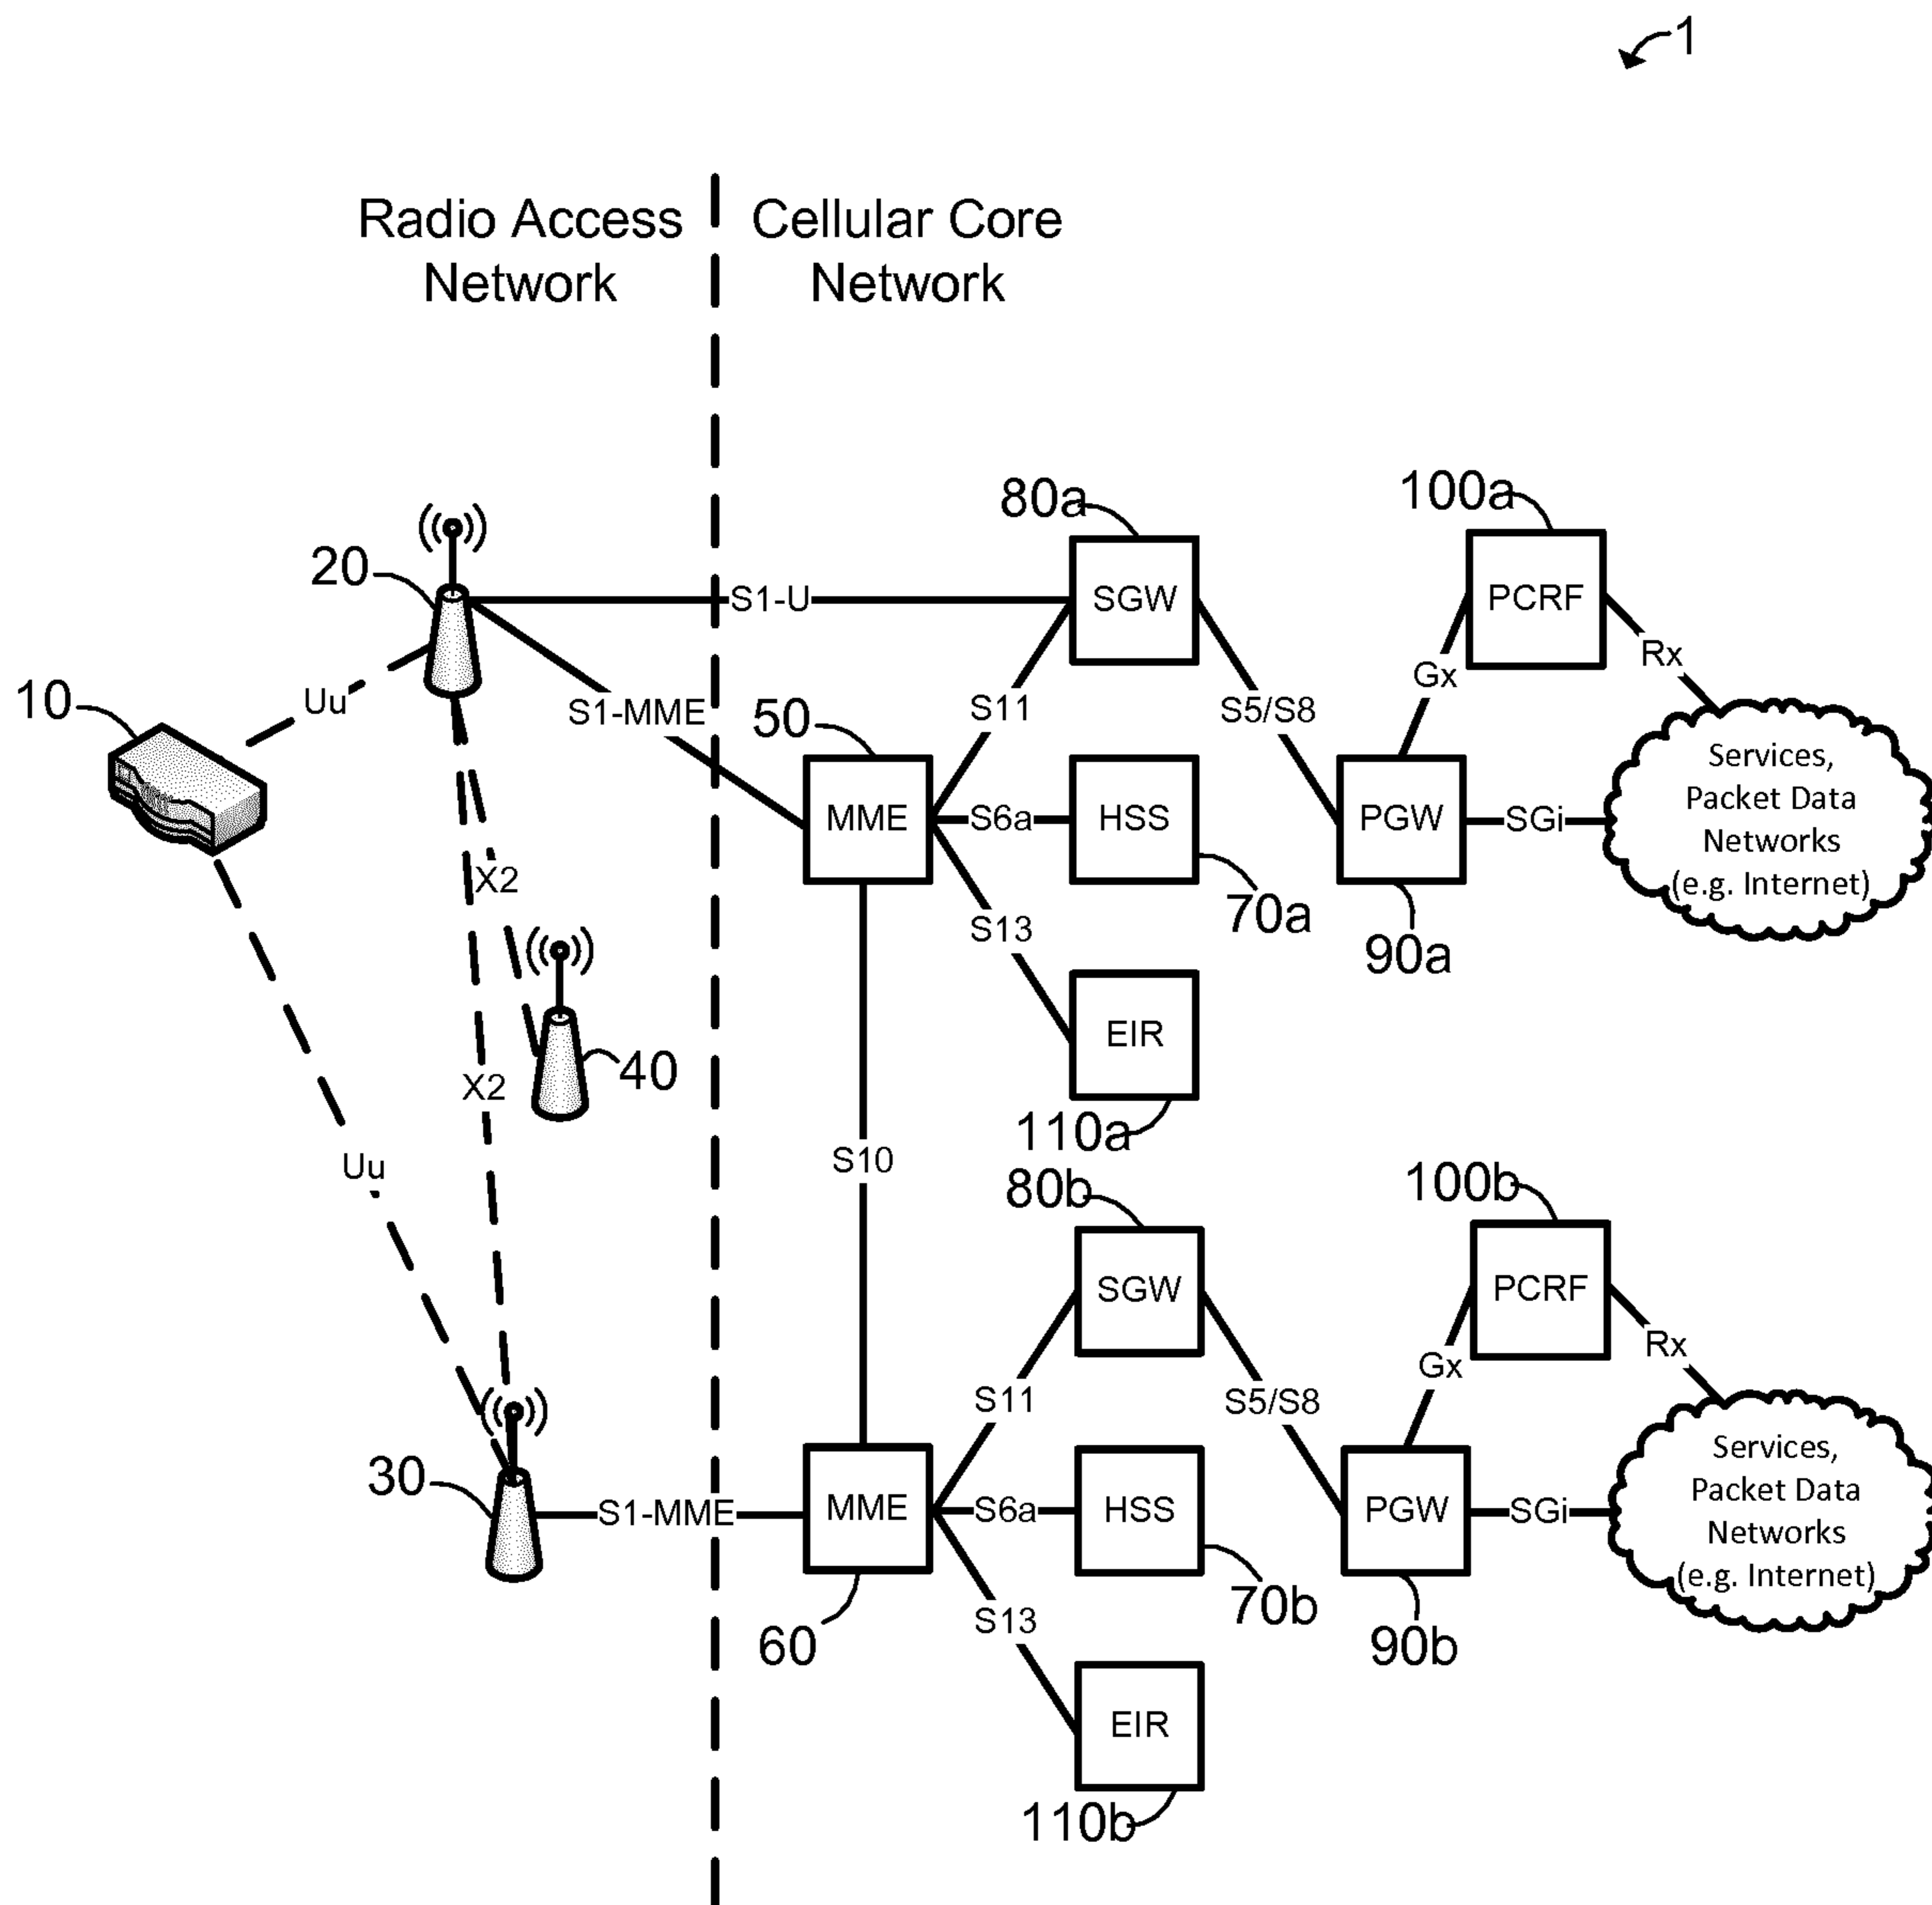 1
Radio Access
Network
Cellular Core
Network
80a
100a
20
S1-U
SGW
PCRF
Rx
Gx
10
Uu
S1-MME
50
S11
S5/S8
MME
S6a
HSS
PGW
SGi
Services,
Packet Data
Networks
(e.g. Internet)
X2
70a
S13
90a
EIR
40
X2
110a
Uu
S10
80b
100b
SGW
PCRF
Rx
Gx
S11
S5/S8
30
S1-MME
MME
S6a
HSS
PGW
SGi
Services,
Packet Data
Networks
(e.g. Internet)
60
S13
70b
90b
EIR
110b